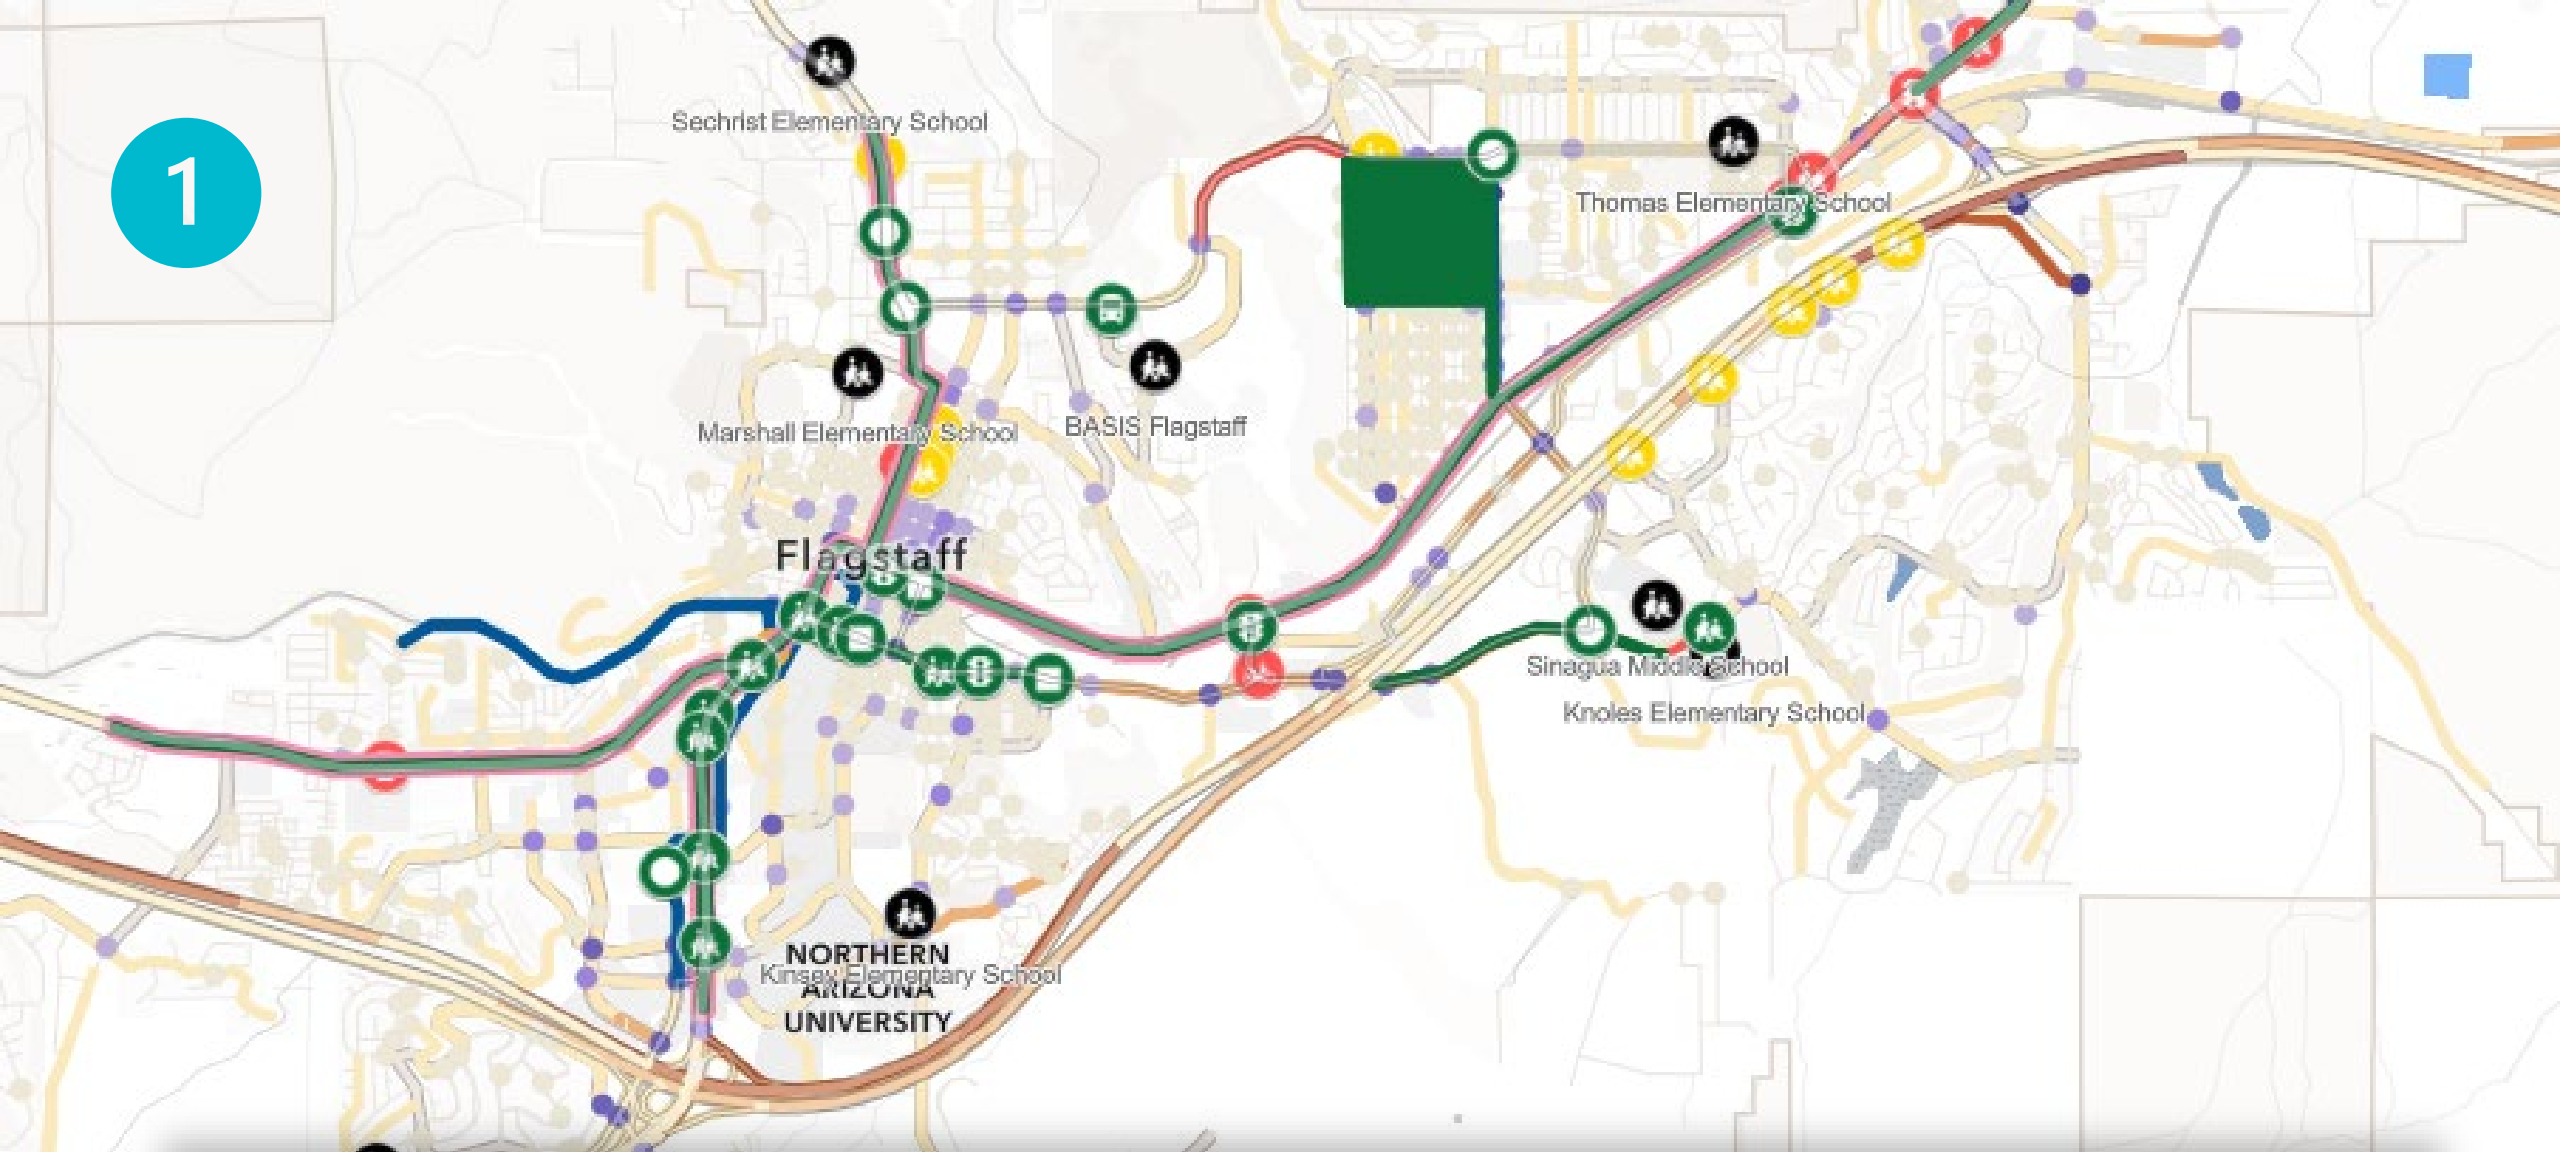 1
Sechrist Elementary School
Thomas Elementary School
Marshall Elementary School
BASIS Flagstaff
Flagstaff
Sinagua Middle School
Knoles Elementary School
NORTHERN
Kinsey Elementary School
ARIZONA
UNIVERSITY